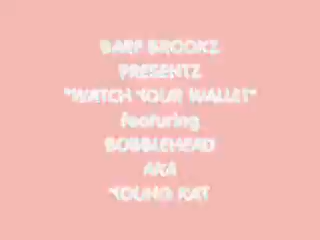 BARF BROOKZ
PRESENTZ
"WATCH YOUR WALLET"
featuring
BOBBLEHEAD
AKA
YOUNG RAT